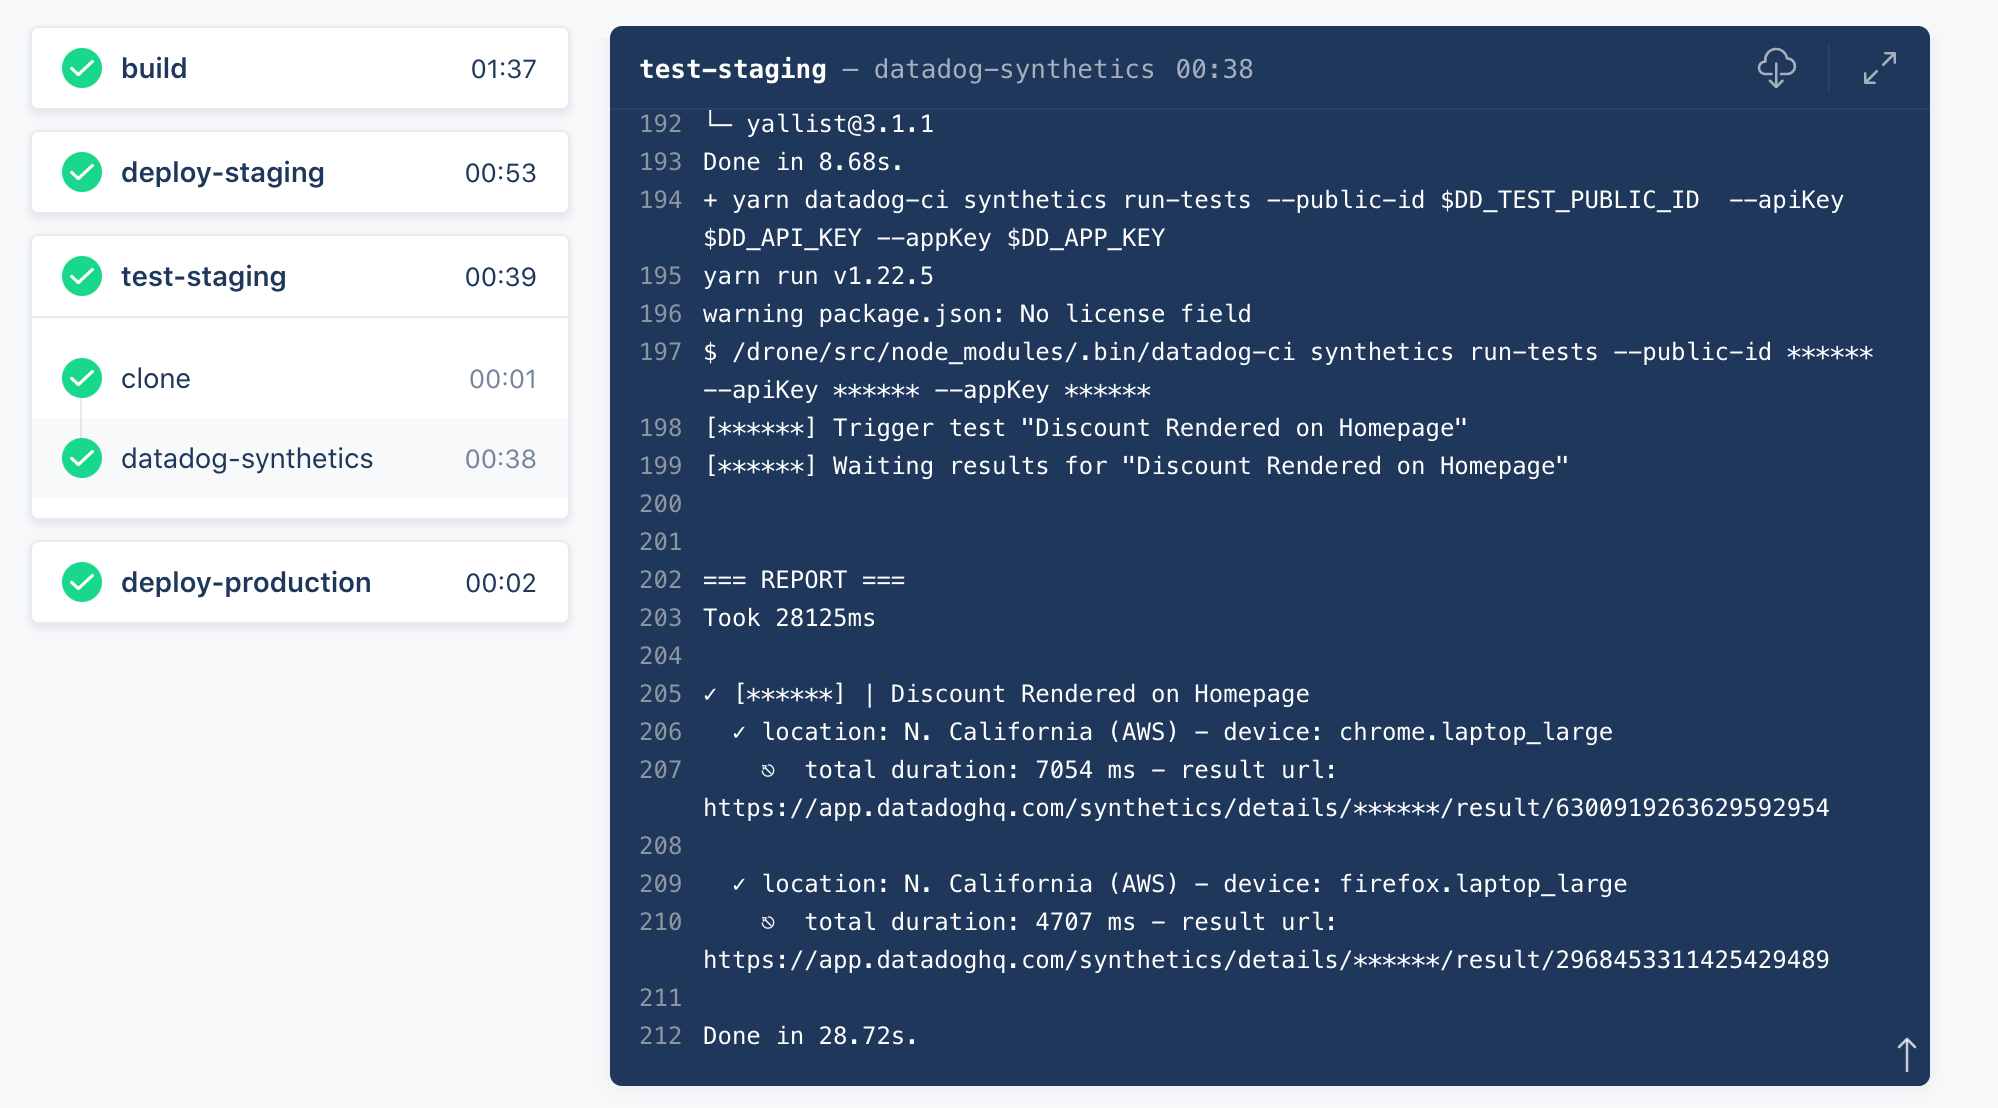 build 01:37
deploy-staging 00:53
test-staging 00:39
clone 00:01
datadog-synthetics 00:38
deploy-production 00:02
test-staging — datadog-synthetics 00:38
192 └─ yallist@3.1.1
193 Done in 8.68s.
194 + yarn datadog-ci synthetics run-tests --public-id $DD_TEST_PUBLIC_ID  --apiKey
$DD_API_KEY --appKey $DD_APP_KEY
195 yarn run v1.22.5
196 warning package.json: No license field
197 $ /drone/src/node_modules/.bin/datadog-ci synthetics run-tests --public-id ******
--apiKey ****** --appKey ******
198 [******] Trigger test "Discount Rendered on Homepage"
199 [******] Waiting results for "Discount Rendered on Homepage"
200
201
202 === REPORT ===
203 Took 28125ms
204
205 ✓ [******] | Discount Rendered on Homepage
206   ✓ location: N. California (AWS) - device: chrome.laptop_large
207     ⎋  total duration: 7054 ms - result url:
https://app.datadoghq.com/synthetics/details/******/result/6300919263629592954
208
209   ✓ location: N. California (AWS) - device: firefox.laptop_large
210     ⎋  total duration: 4707 ms - result url:
https://app.datadoghq.com/synthetics/details/******/result/2968453311425429489
211
212 Done in 28.72s.